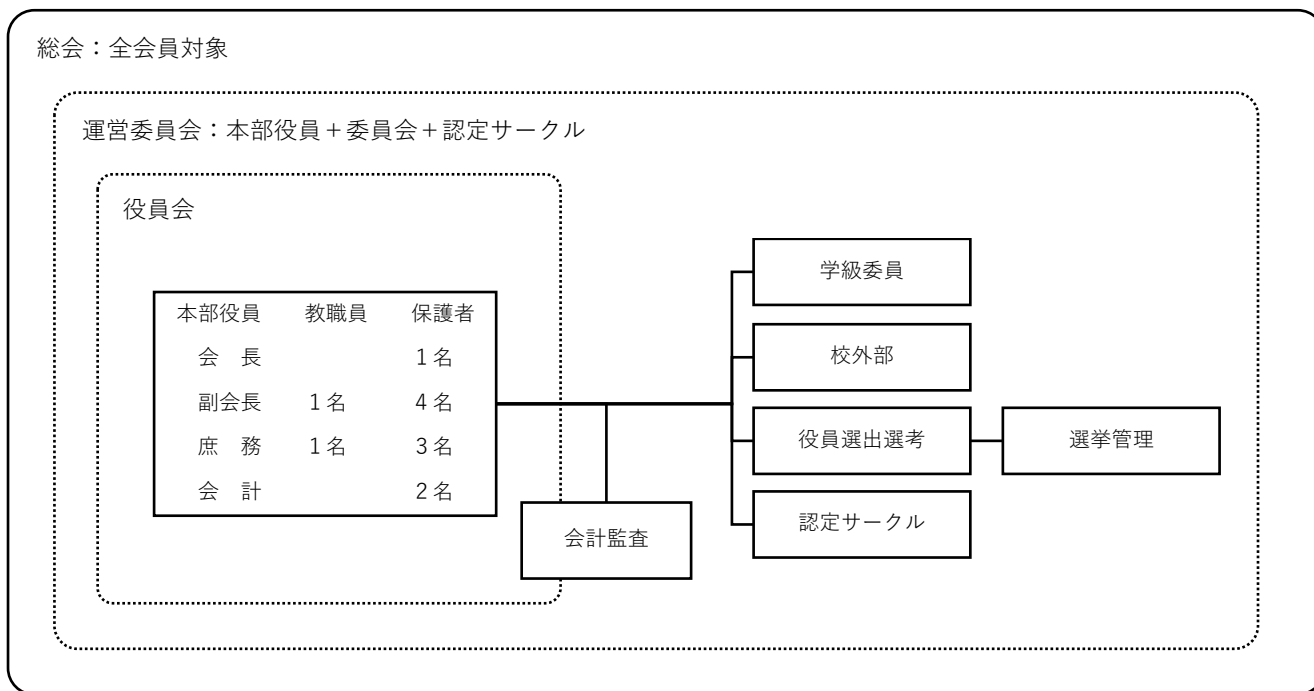 総会：全会員対象
運営委員会：本部役員＋委員会＋認定サークル
役員会
本部役員　教職員　保護者
会　長　　　　　1名
副会長　1名　4名
庶　務　1名　3名
会　計　　　　　2名
会計監査
学級委員
校外部
役員選出選考
選挙管理
認定サークル